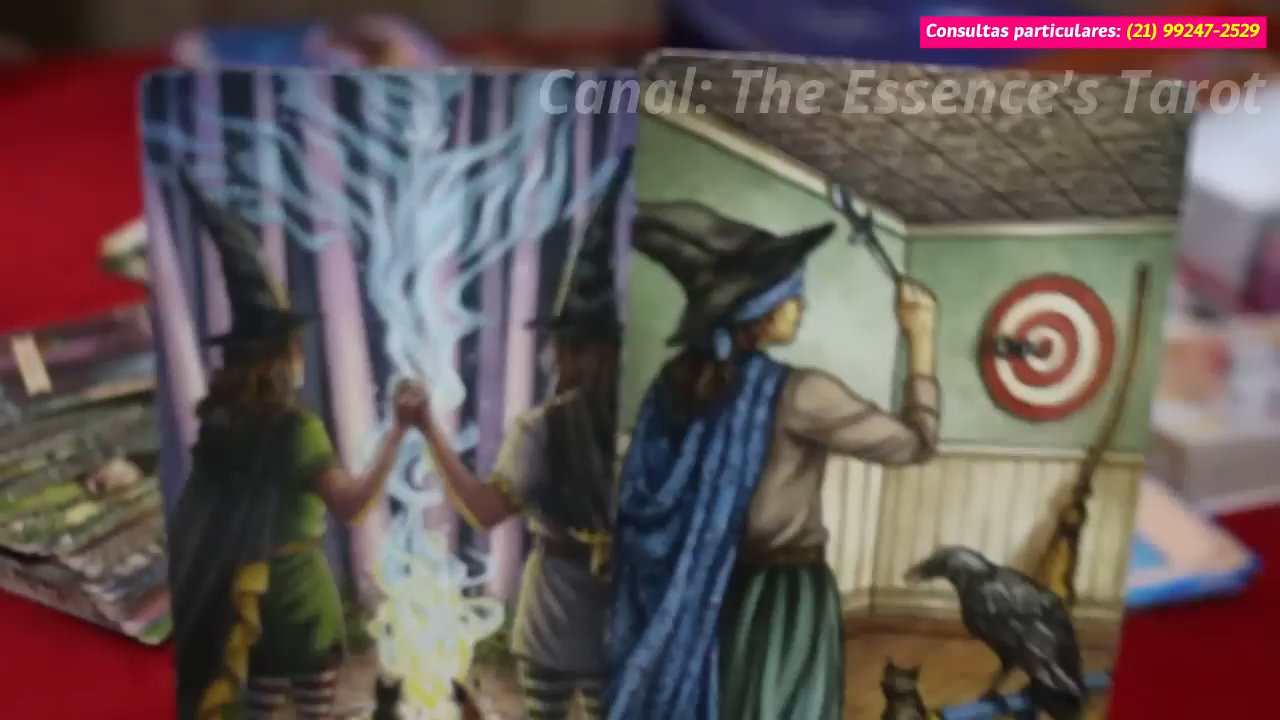 Consultas particulares: (21) 99247-2529
Canal: The Essence's Tarot